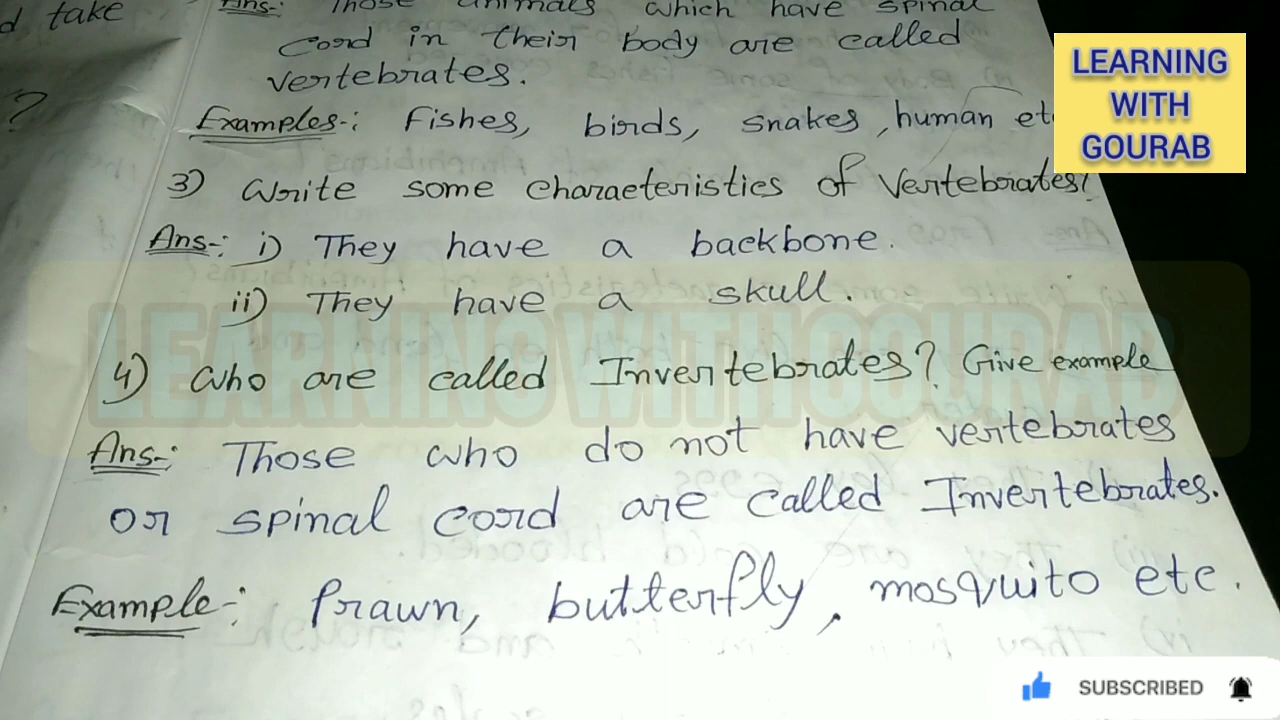 d take
Ans-: Those animals which have spinal
cord in their body are called
vertebrates.
?
Examples-: Fishes, birds, snakes, human etc
3) Write some characteristics of Vertebrates?
Ans-: i) They have a backbone.
ii) They have a skull.
4) Who are called Invertebrates? Give example
Ans-: Those who do not have vertebrates
or spinal cord are called Invertebrates.
Example-: Prawn, butterfly, mosquito etc.
LEARNING
WITH
GOURAB
LEARNINGWITHGOURAB
SUBSCRIBED